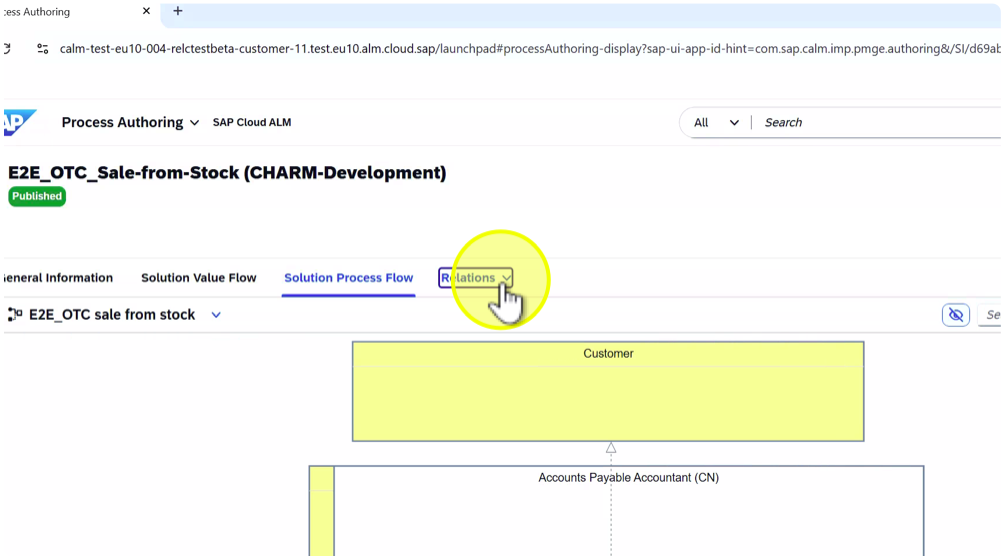 cess Authoring
calm-test-eu10-004-relctestbeta-customer-11.test.eu10.alm.cloud.sap/launchpad#processAuthoring-display?sap-ui-app-id-hint=com.sap.calm.imp.pmge.authoring&/SI/d69ab
AP Process Authoring SAP Cloud ALM All Search
E2E_OTC_Sale-from-Stock (CHARM-Development)
Published
eneral Information Solution Value Flow Solution Process Flow Relations
E2E_OTC sale from stock Se
Customer
Accounts Payable Accountant (CN)